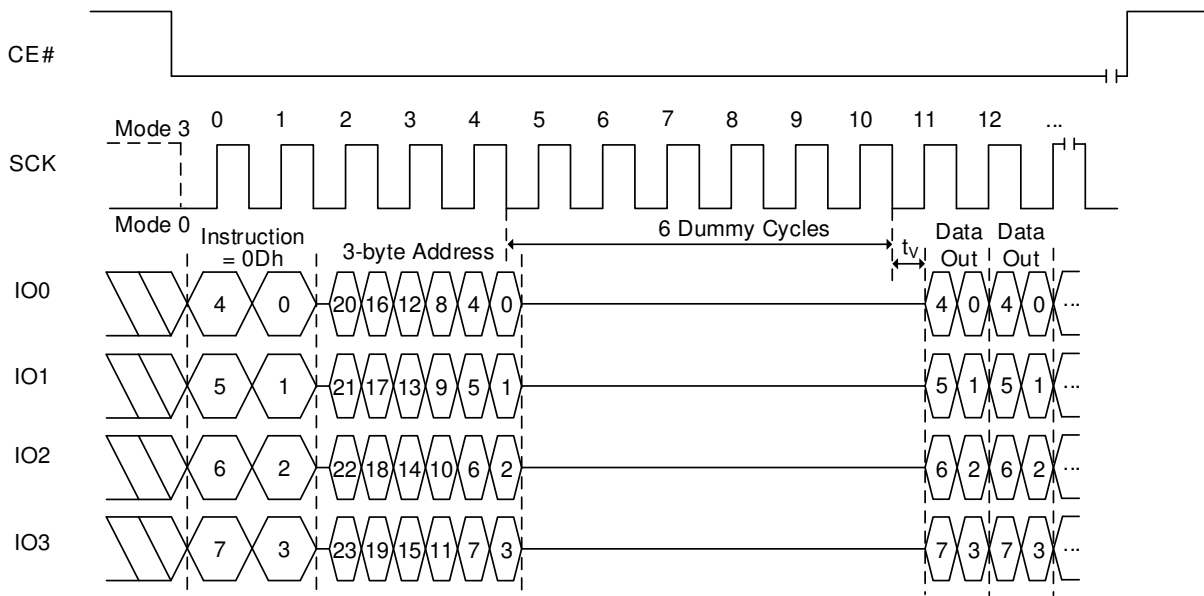 CE#
Mode 3
0 1 2 3 4 5 6 7 8 9 10 11 12 ...
SCK
Mode 0
Instruction
= 0Dh
3-byte Address
6 Dummy Cycles
tV
Data
Out
Data
Out
IO0 4 0 20 16 12 8 4 0 4 0 4 0 ...
IO1 5 1 21 17 13 9 5 1 5 1 5 1 ...
IO2 6 2 22 18 14 10 6 2 6 2 6 2 ...
IO3 7 3 23 19 15 11 7 3 7 3 7 3 ...